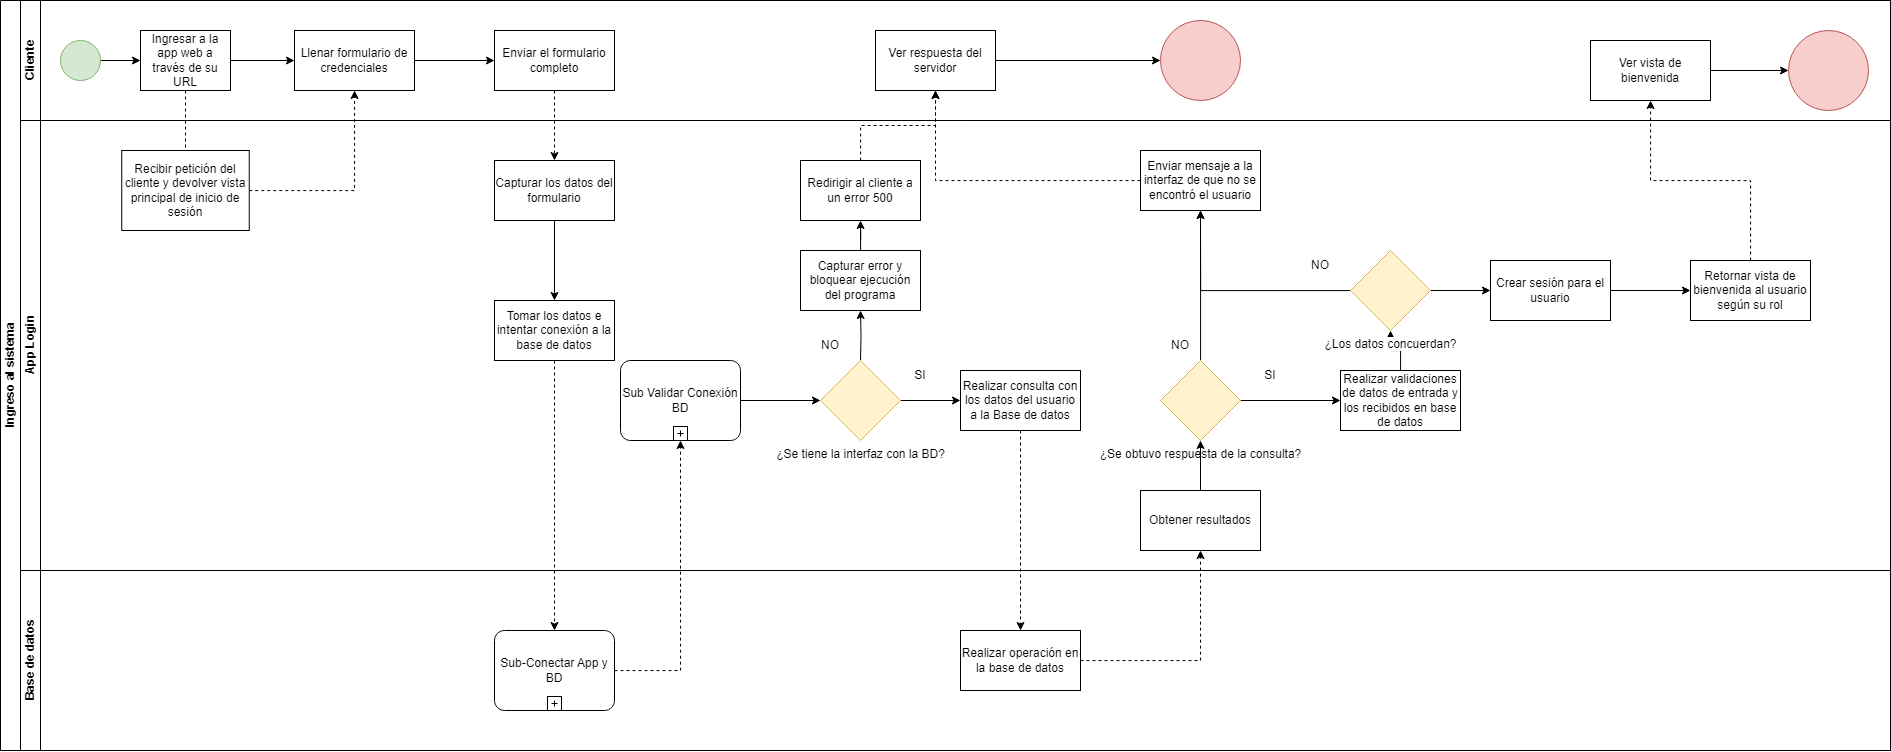 Ingreso al sistema
Cliente
Ingresar a la
app web a
través de su
URL
Llenar formulario de
credenciales
Enviar el formulario
completo
Ver respuesta del
servidor
Ver vista de
bienvenida
App Login
Recibir petición del
cliente y devolver vista
principal de inicio de
sesión
Capturar los datos del
formulario
Tomar los datos e
intentar conexión a la
base de datos
Sub Validar Conexión
BD
Redirigir al cliente a
un error 500
Capturar error y
bloquear ejecución
del programa
NO
SI
¿Se tiene la interfaz con la BD?
Realizar consulta con
los datos del usuario
a la Base de datos
Enviar mensaje a la
interfaz de que no se
encontró el usuario
NO
NO
SI
¿Se obtuvo respuesta de la consulta?
Obtener resultados
¿Los datos concuerdan?
Realizar validaciones
de datos de entrada y
los recibidos en base
de datos
Crear sesión para el
usuario
Retornar vista de
bienvenida al usuario
según su rol
Base de datos
Sub-Conectar App y
BD
Realizar operación en
la base de datos